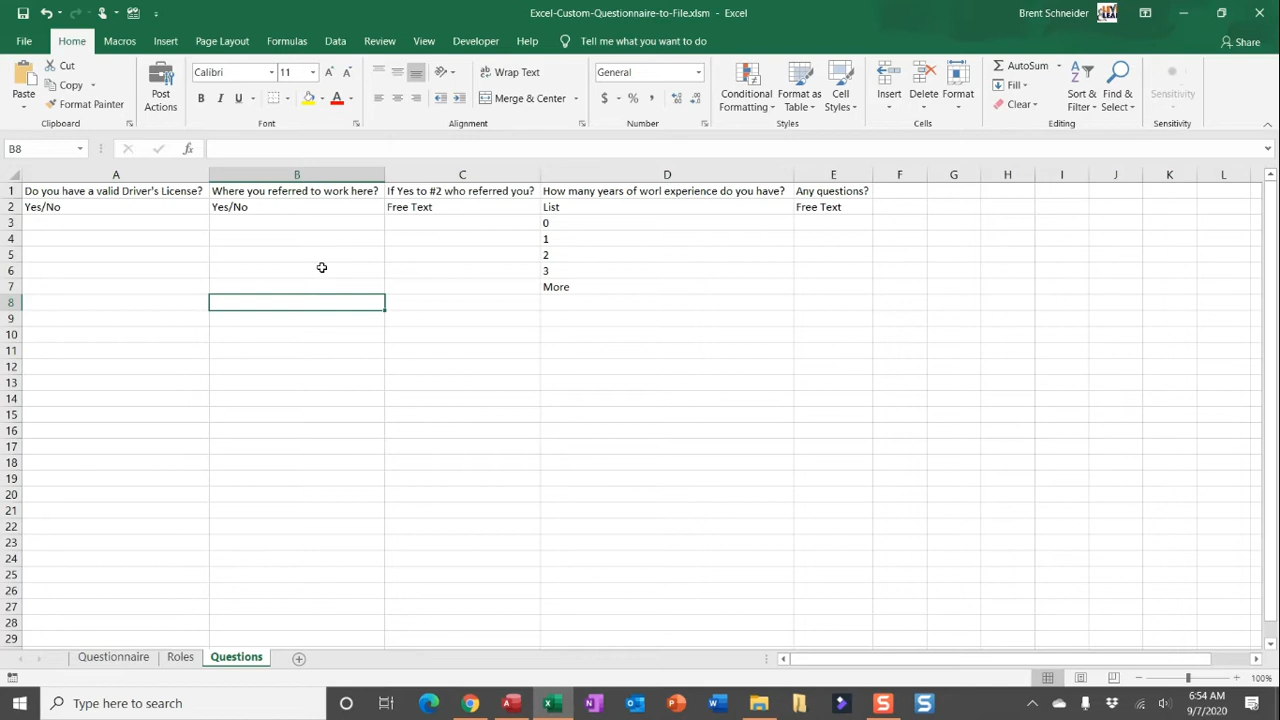 Excel-Custom-Questionnaire-to-File.xlsm - Excel
Brent Schneider
File Home Macros Insert Page Layout Formulas Data Review View Developer Help Tell me what you want to do Share
Paste
Cut
Copy
Format Painter
Clipboard
Post Actions
Calibri 11
B I U A
Font
Wrap Text
Merge & Center
Alignment
General
$ % ,
Number
Conditional Formatting
Format as Table
Cell Styles
Styles
Insert
Delete
Format
Cells
AutoSum
Fill
Clear
Sort & Filter
Find & Select
Editing
Sensitivity
Sensitivity
B8 fx
A B C D E F G H I J K L
1 Do you have a valid Driver's License? Where you referred to work here? If Yes to #2 who referred you? How many years of worl experience do you have? Any questions?
2 Yes/No Yes/No Free Text List Free Text
3 0
4 1
5 2
6 3
7 More
8
9
10
11
12
13
14
15
16
17
18
19
20
21
22
23
24
25
26
27
28
29
Questionnaire Roles Questions
100%
Type here to search
6:54 AM
9/7/2020